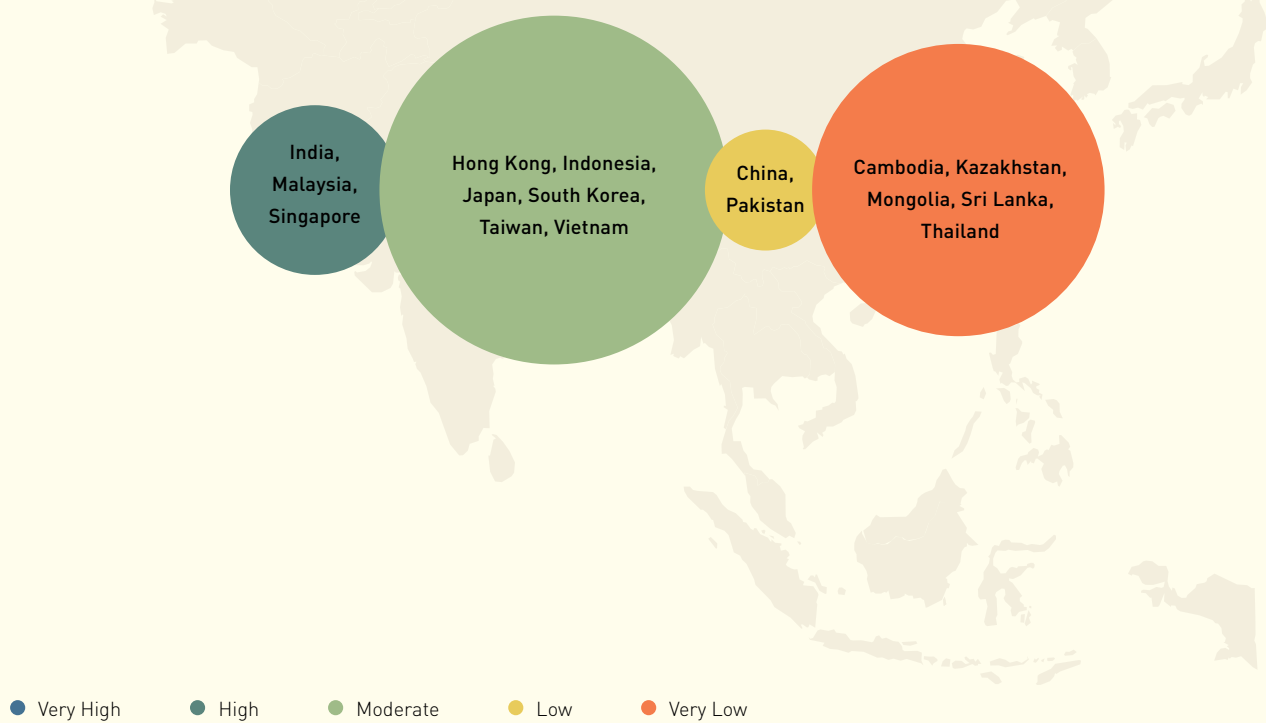 India,
Malaysia,
Singapore
Hong Kong, Indonesia,
Japan, South Korea,
Taiwan, Vietnam
China,
Pakistan
Cambodia, Kazakhstan,
Mongolia, Sri Lanka,
Thailand
Very High
High
Moderate
Low
Very Low